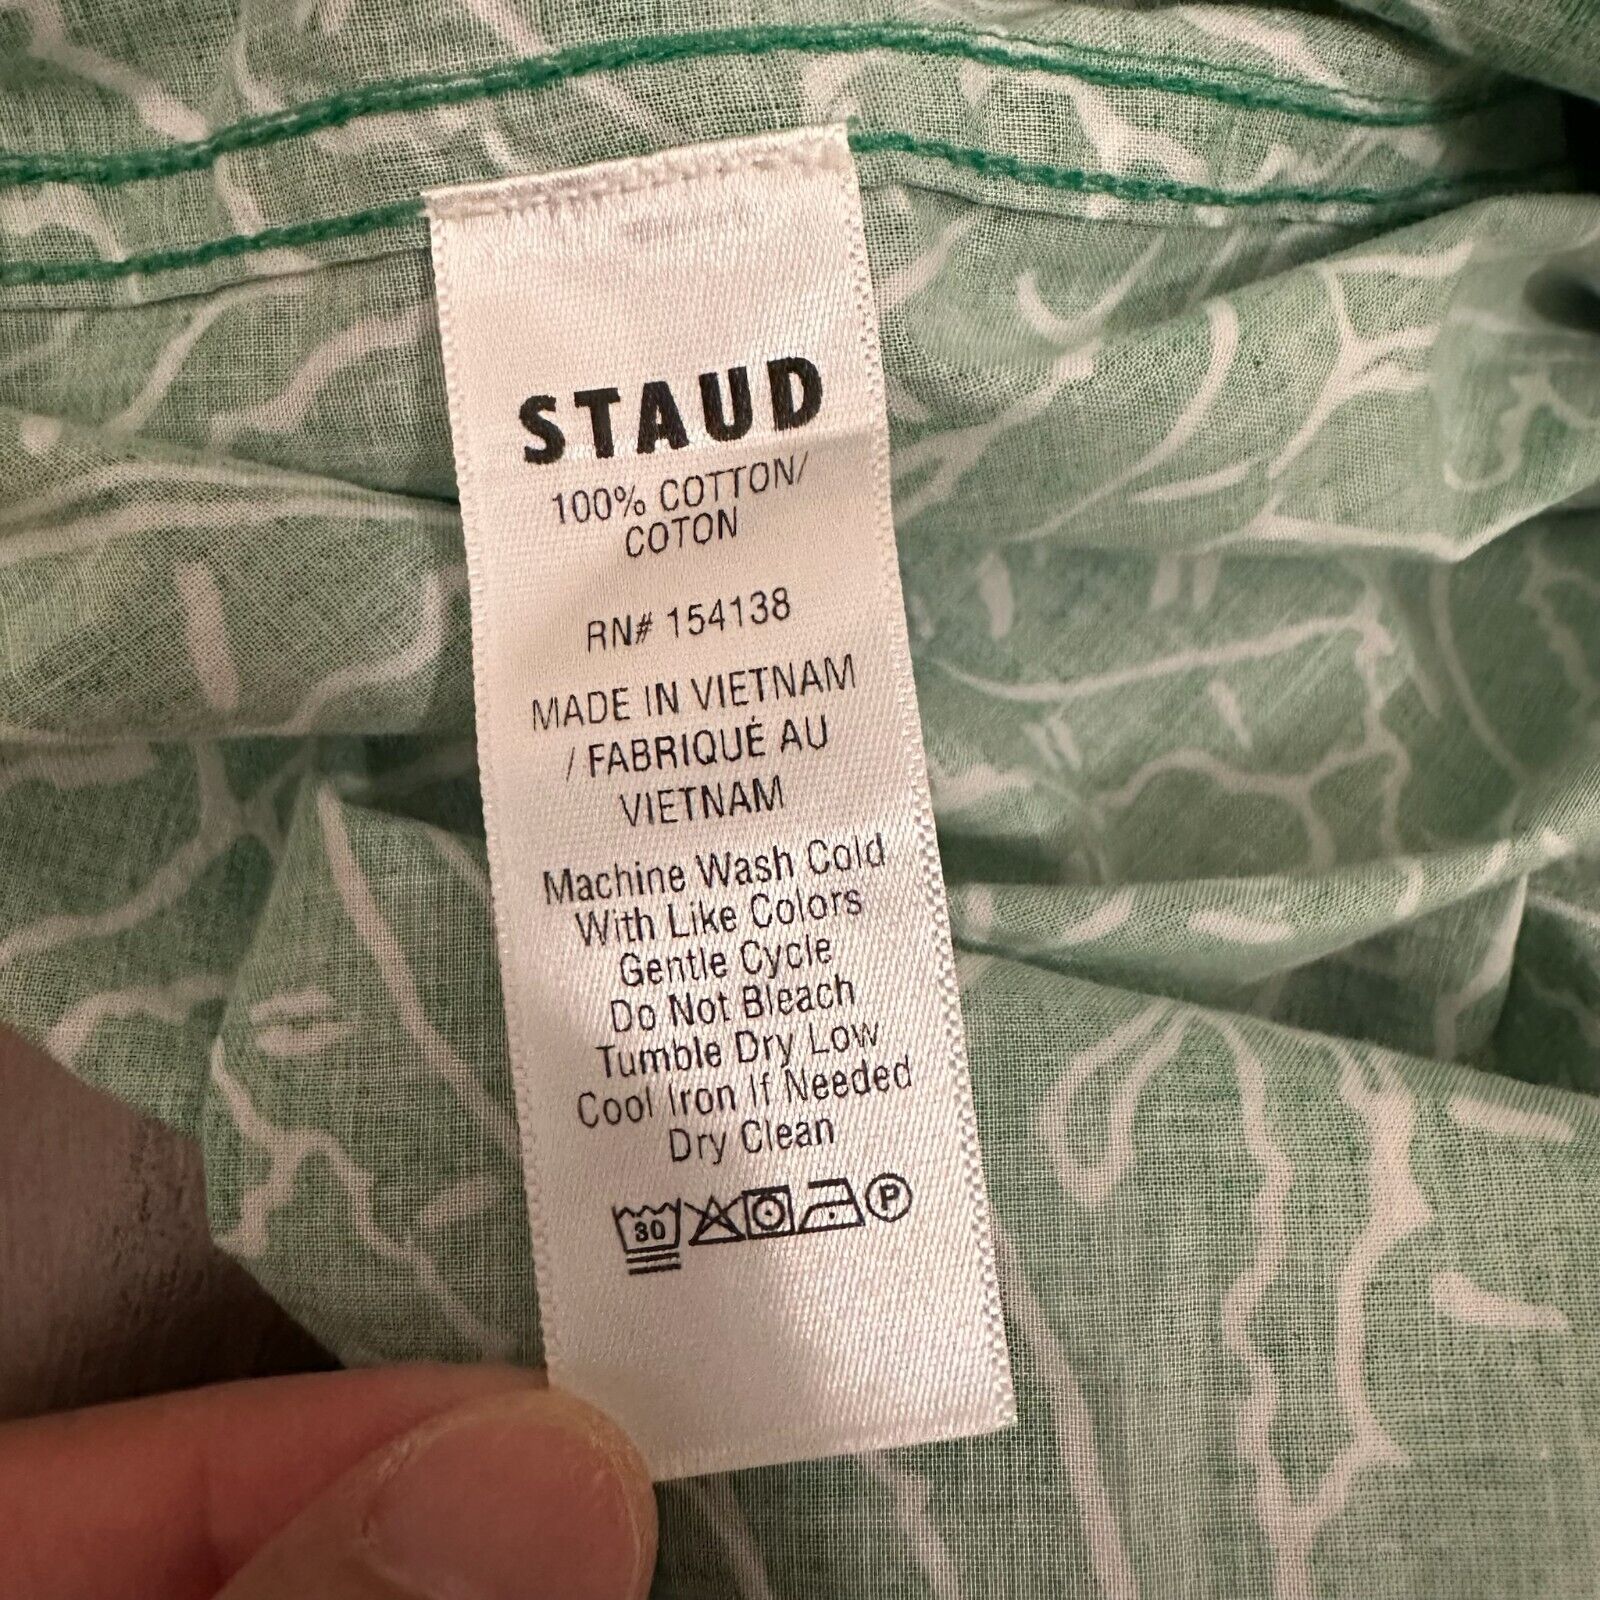 STAUD
100% COTTON/
COTON
RN# 154138
MADE IN VIETNAM
/ FABRIQUÉ AU
VIETNAM
Machine Wash Cold
With Like Colors
Gentle Cycle
Do Not Bleach
Tumble Dry Low
Cool Iron If Needed
Dry Clean
30 P